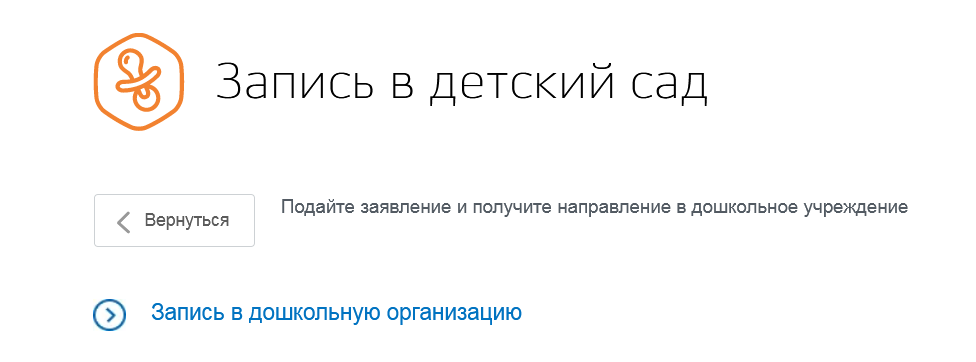 Запись в детский сад
Вернуться
Подайте заявление и получите направление в дошкольное учреждение
Запись в дошкольную организацию